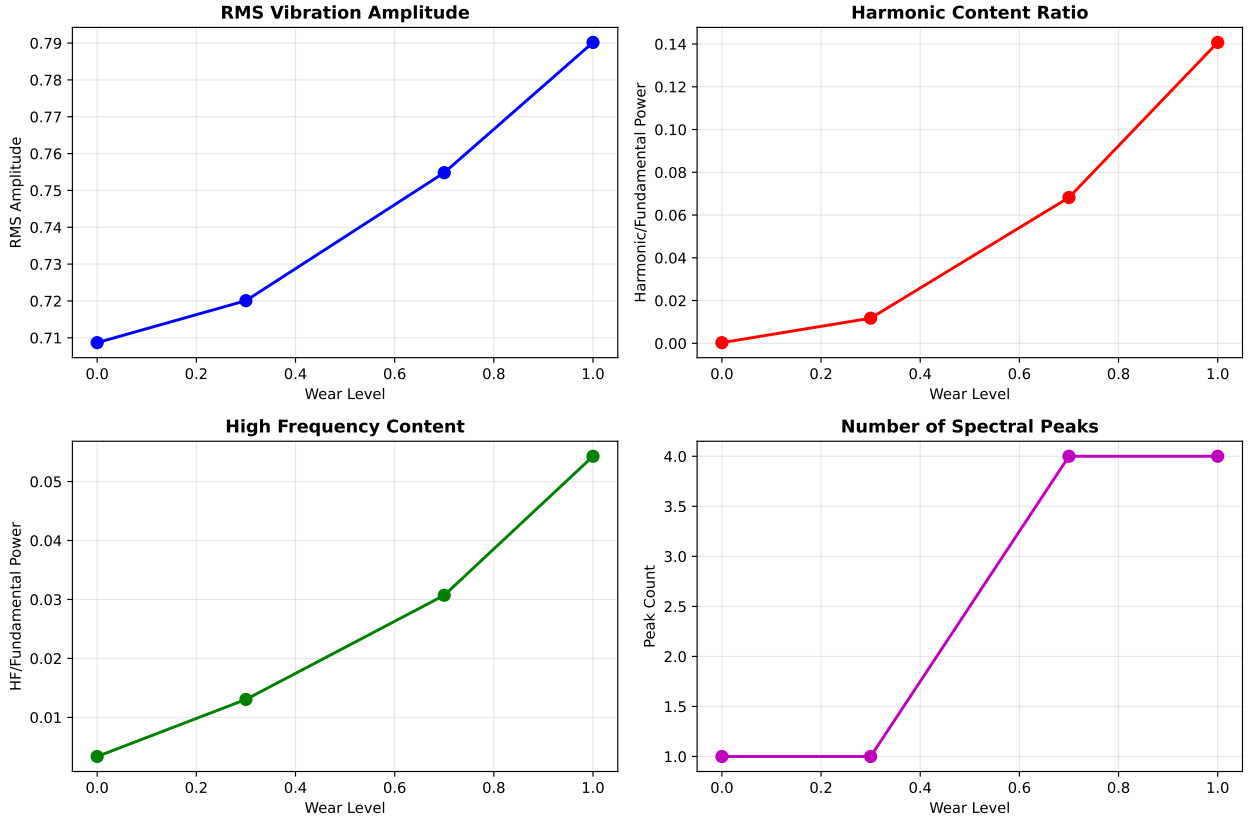 RMS Vibration Amplitude
RMS Amplitude
0.79
0.78
0.77
0.76
0.75
0.74
0.73
0.72
0.71
0.0 0.2 0.4 0.6 0.8 1.0
Wear Level
Harmonic Content Ratio
Harmonic/Fundamental Power
0.14
0.12
0.10
0.08
0.06
0.04
0.02
0.00
0.0 0.2 0.4 0.6 0.8 1.0
Wear Level
High Frequency Content
HF/Fundamental Power
0.05
0.04
0.03
0.02
0.01
0.0 0.2 0.4 0.6 0.8 1.0
Wear Level
Number of Spectral Peaks
Peak Count
4.0
3.5
3.0
2.5
2.0
1.5
1.0
0.0 0.2 0.4 0.6 0.8 1.0
Wear Level